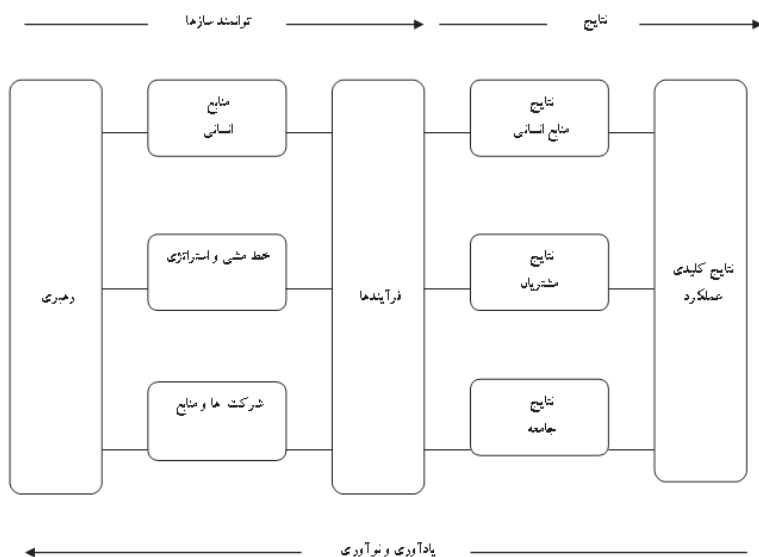 توانمند سازها
نتایج
منابع
انسانی
نتایج
منابع انسانی
خط مشی و استراتژی
نتایج
مشتریان
رهبری
فرآیندها
نتایج کلیدی
عملکرد
شرکت ها و منابع
نتایج
جامعه
یادآوری و نوآوری